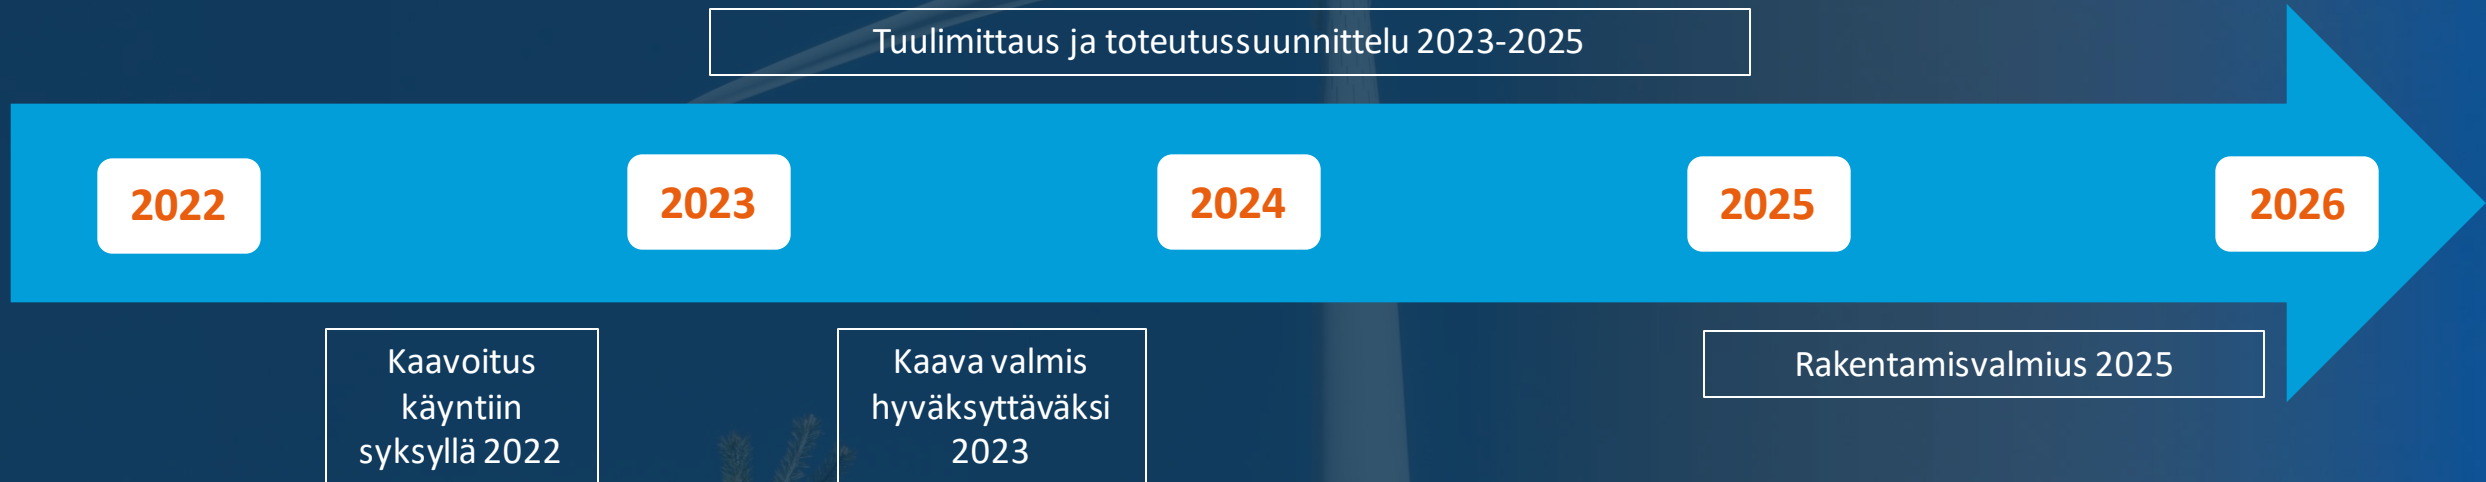 Tuulimittaus ja toteutussuunnittelu 2023-2025
2022
2023
2024
2025
2026
Kaavoitus
käyntiin
syksyllä 2022
Kaava valmis
hyväksyttäväksi
2023
Rakentamisvalmius 2025